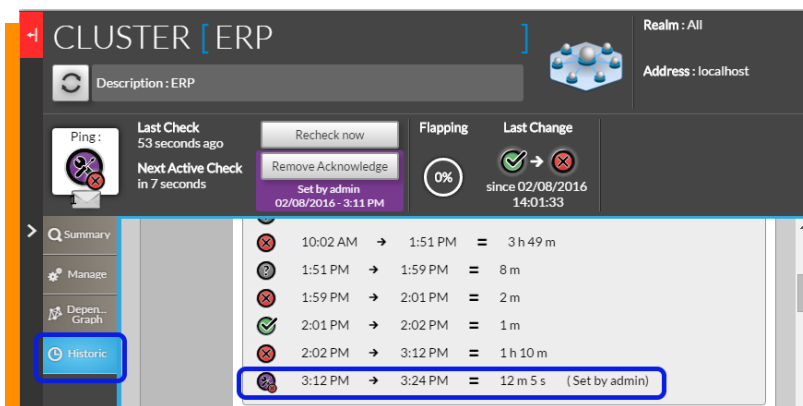 CLUSTER [ ERP ]
Realm : All
Description : ERP
Address : localhost
Ping :
1
Last Check
53 seconds ago
Next Active Check
in 7 seconds
Recheck now
Remove Acknowledge
Set by admin
02/08/2016 - 3:11 PM
Flapping
0%
Last Change
since 02/08/2016
14:01:33
Summary
Manage
Depen...
Graph
Historic
10:02 AM → 1:51 PM = 3 h 49 m
? 1:51 PM → 1:59 PM = 8 m
1:59 PM → 2:01 PM = 2 m
2:01 PM → 2:02 PM = 1 m
2:02 PM → 3:12 PM = 1 h 10 m
3:12 PM → 3:24 PM = 12 m 5 s (Set by admin)